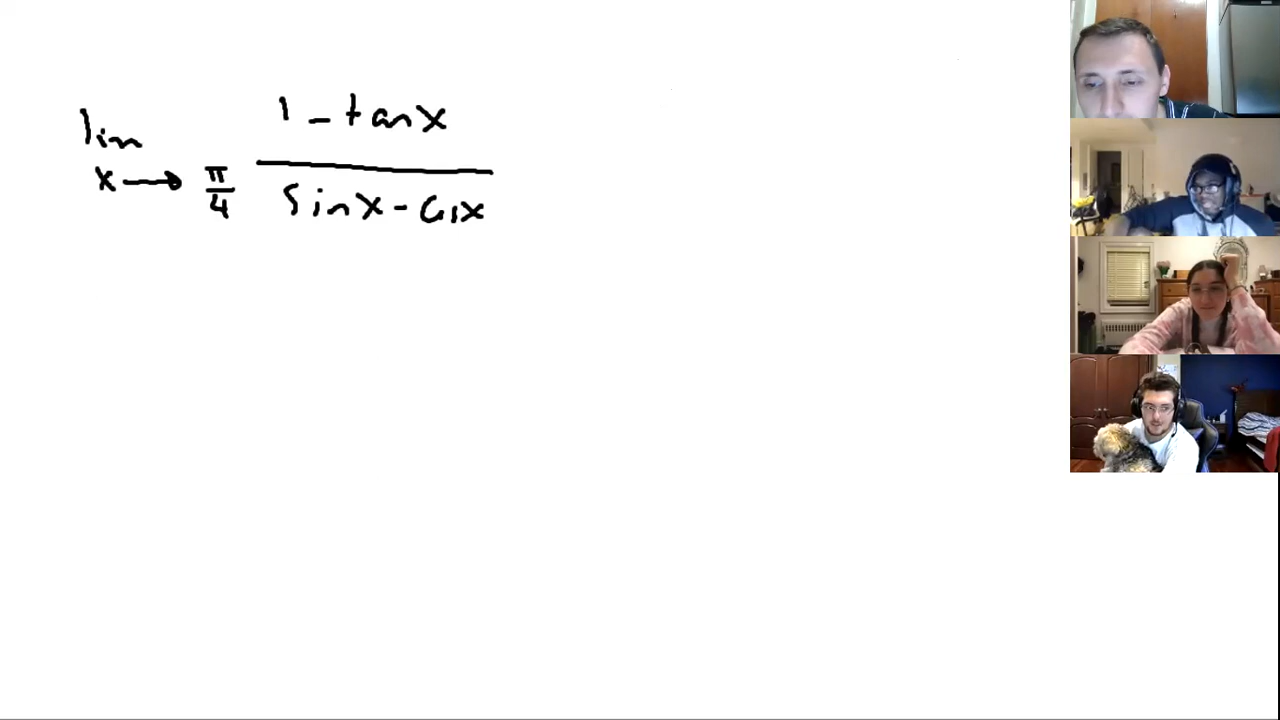 lim 1 - tanx
x → π/4 sinx - cosx